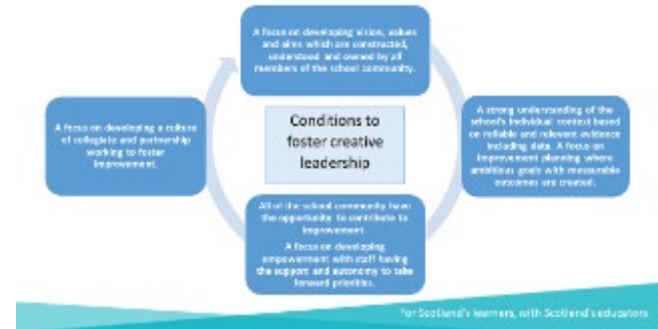 A focus on developing vision, values
and aims which are constructed,
understood and owned by all
members of the school community.
A strong understanding of the
school's individual context based
on reliable and relevant evidence
including data. A focus on
improvement planning where
ambitious goals with measurable
outcomes are created.
Conditions to
foster creative
leadership
All of the school community have
the opportunity to contribute to
improvement.
A focus on developing
empowerment with staff having
the support and autonomy to take
forward priorities.
A focus on developing a culture
of collegiate and partnership
working to foster
improvement.
For Scotland's learners, with Scotland's educators